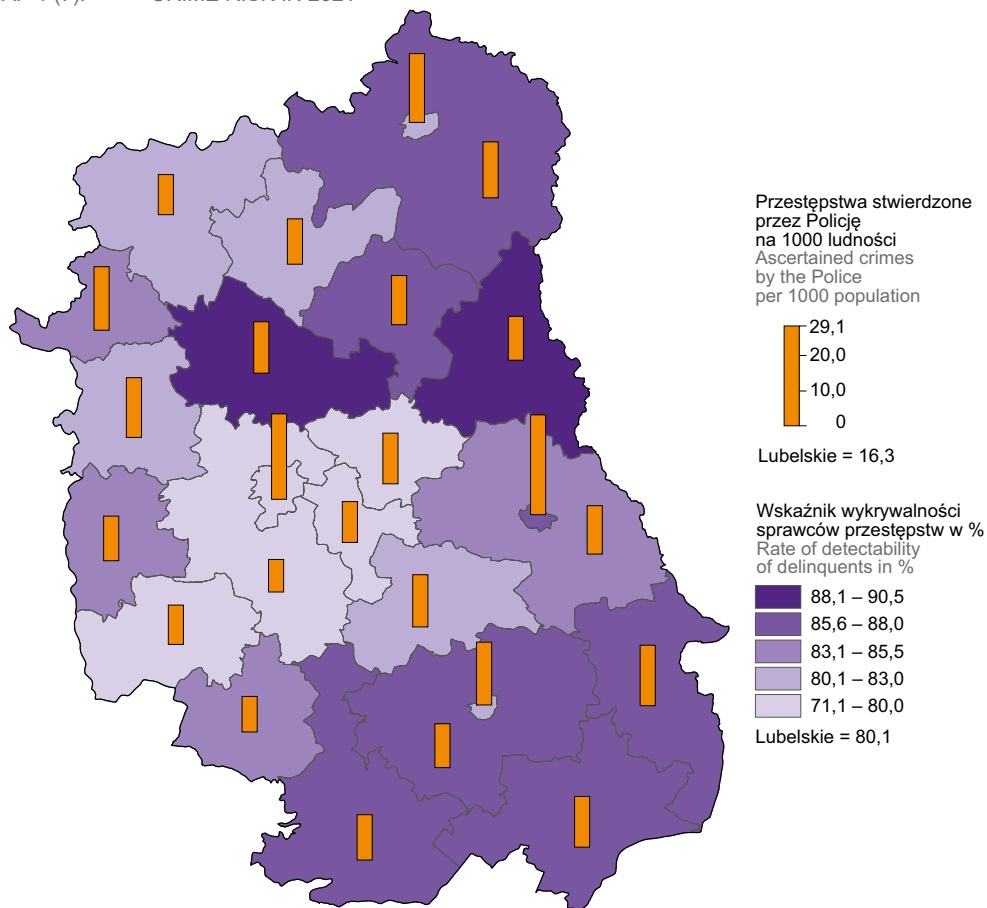 Przestępstwa stwierdzone
przez Policję
na 1000 ludności
Ascertained crimes
by the Police
per 1000 population
29,1
20,0
10,0
0
Lubelskie = 16,3
Wskaźnik wykrywalności
sprawców przestępstw w %
Rate of detectability
of delinquents in %
88,1 – 90,5
85,6 – 88,0
83,1 – 85,5
80,1 – 83,0
71,1 – 80,0
Lubelskie = 80,1